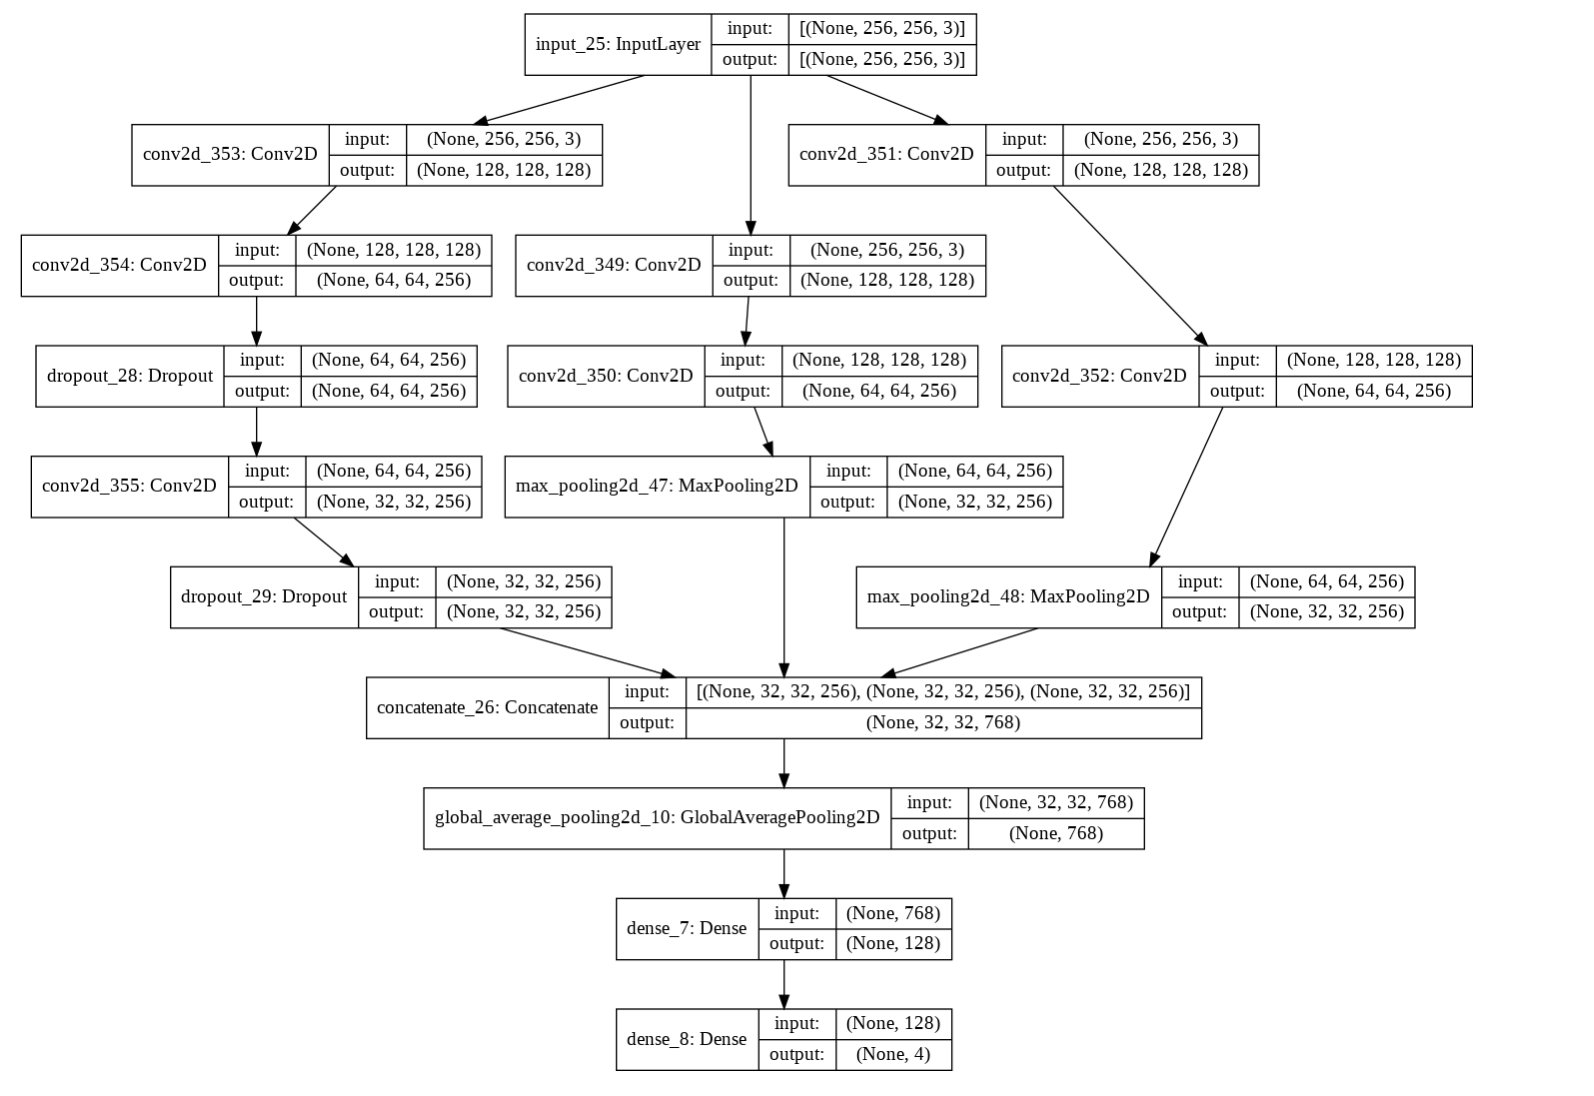 input_25: InputLayer
input: [(None, 256, 256, 3)]
output: [(None, 256, 256, 3)]
conv2d_353: Conv2D
input: (None, 256, 256, 3)
output: (None, 128, 128, 128)
conv2d_351: Conv2D
input: (None, 256, 256, 3)
output: (None, 128, 128, 128)
conv2d_354: Conv2D
input: (None, 128, 128, 128)
output: (None, 64, 64, 256)
conv2d_349: Conv2D
input: (None, 256, 256, 3)
output: (None, 128, 128, 128)
dropout_28: Dropout
input: (None, 64, 64, 256)
output: (None, 64, 64, 256)
conv2d_350: Conv2D
input: (None, 128, 128, 128)
output: (None, 64, 64, 256)
conv2d_352: Conv2D
input: (None, 128, 128, 128)
output: (None, 64, 64, 256)
conv2d_355: Conv2D
input: (None, 64, 64, 256)
output: (None, 32, 32, 256)
max_pooling2d_47: MaxPooling2D
input: (None, 64, 64, 256)
output: (None, 32, 32, 256)
dropout_29: Dropout
input: (None, 32, 32, 256)
output: (None, 32, 32, 256)
max_pooling2d_48: MaxPooling2D
input: (None, 64, 64, 256)
output: (None, 32, 32, 256)
concatenate_26: Concatenate
input: [(None, 32, 32, 256), (None, 32, 32, 256), (None, 32, 32, 256)]
output: (None, 32, 32, 768)
global_average_pooling2d_10: GlobalAveragePooling2D
input: (None, 32, 32, 768)
output: (None, 768)
dense_7: Dense
input: (None, 768)
output: (None, 128)
dense_8: Dense
input: (None, 128)
output: (None, 4)